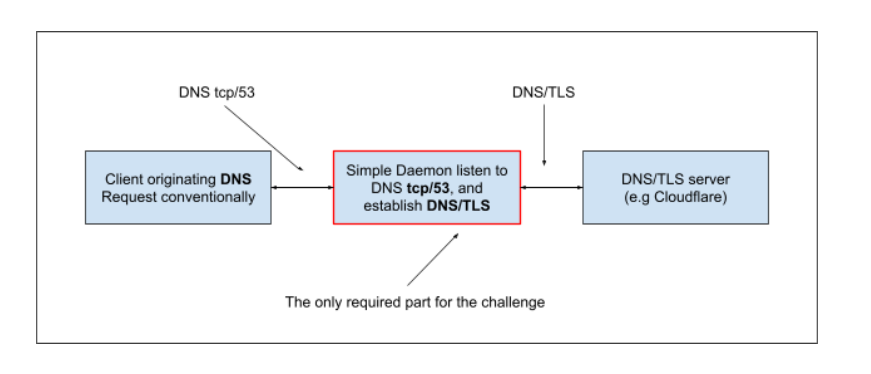 DNS tcp/53
DNS/TLS
Client originating DNS
Request conventionally
Simple Daemon listen to
DNS tcp/53, and
establish DNS/TLS
DNS/TLS server
(e.g Cloudflare)
The only required part for the challenge